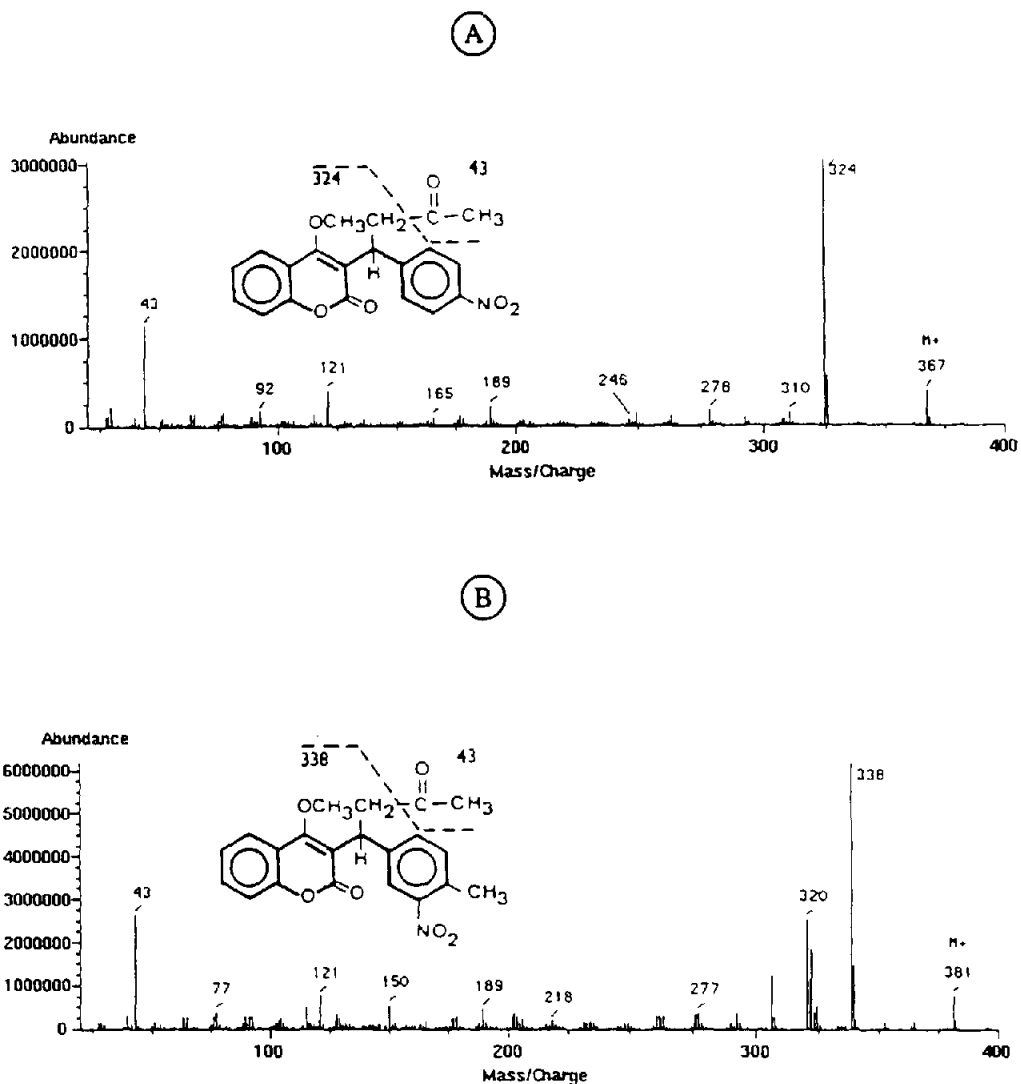 A
Abundance
3000000
2000000
1000000
0
324
43
O
OCH3CH2 C CH3
H
O
O
NO2
43
92
121
165
189
246
278
310
324
M+
367
100
200
300
400
Mass/Charge
B
Abundance
6000000
5000000
4000000
3000000
2000000
1000000
0
338
43
O
OCH3CH2 C CH3
H
O
O
CH3
NO2
43
77
121
150
189
218
277
320
338
M+
381
100
200
300
400
Mass/Charge